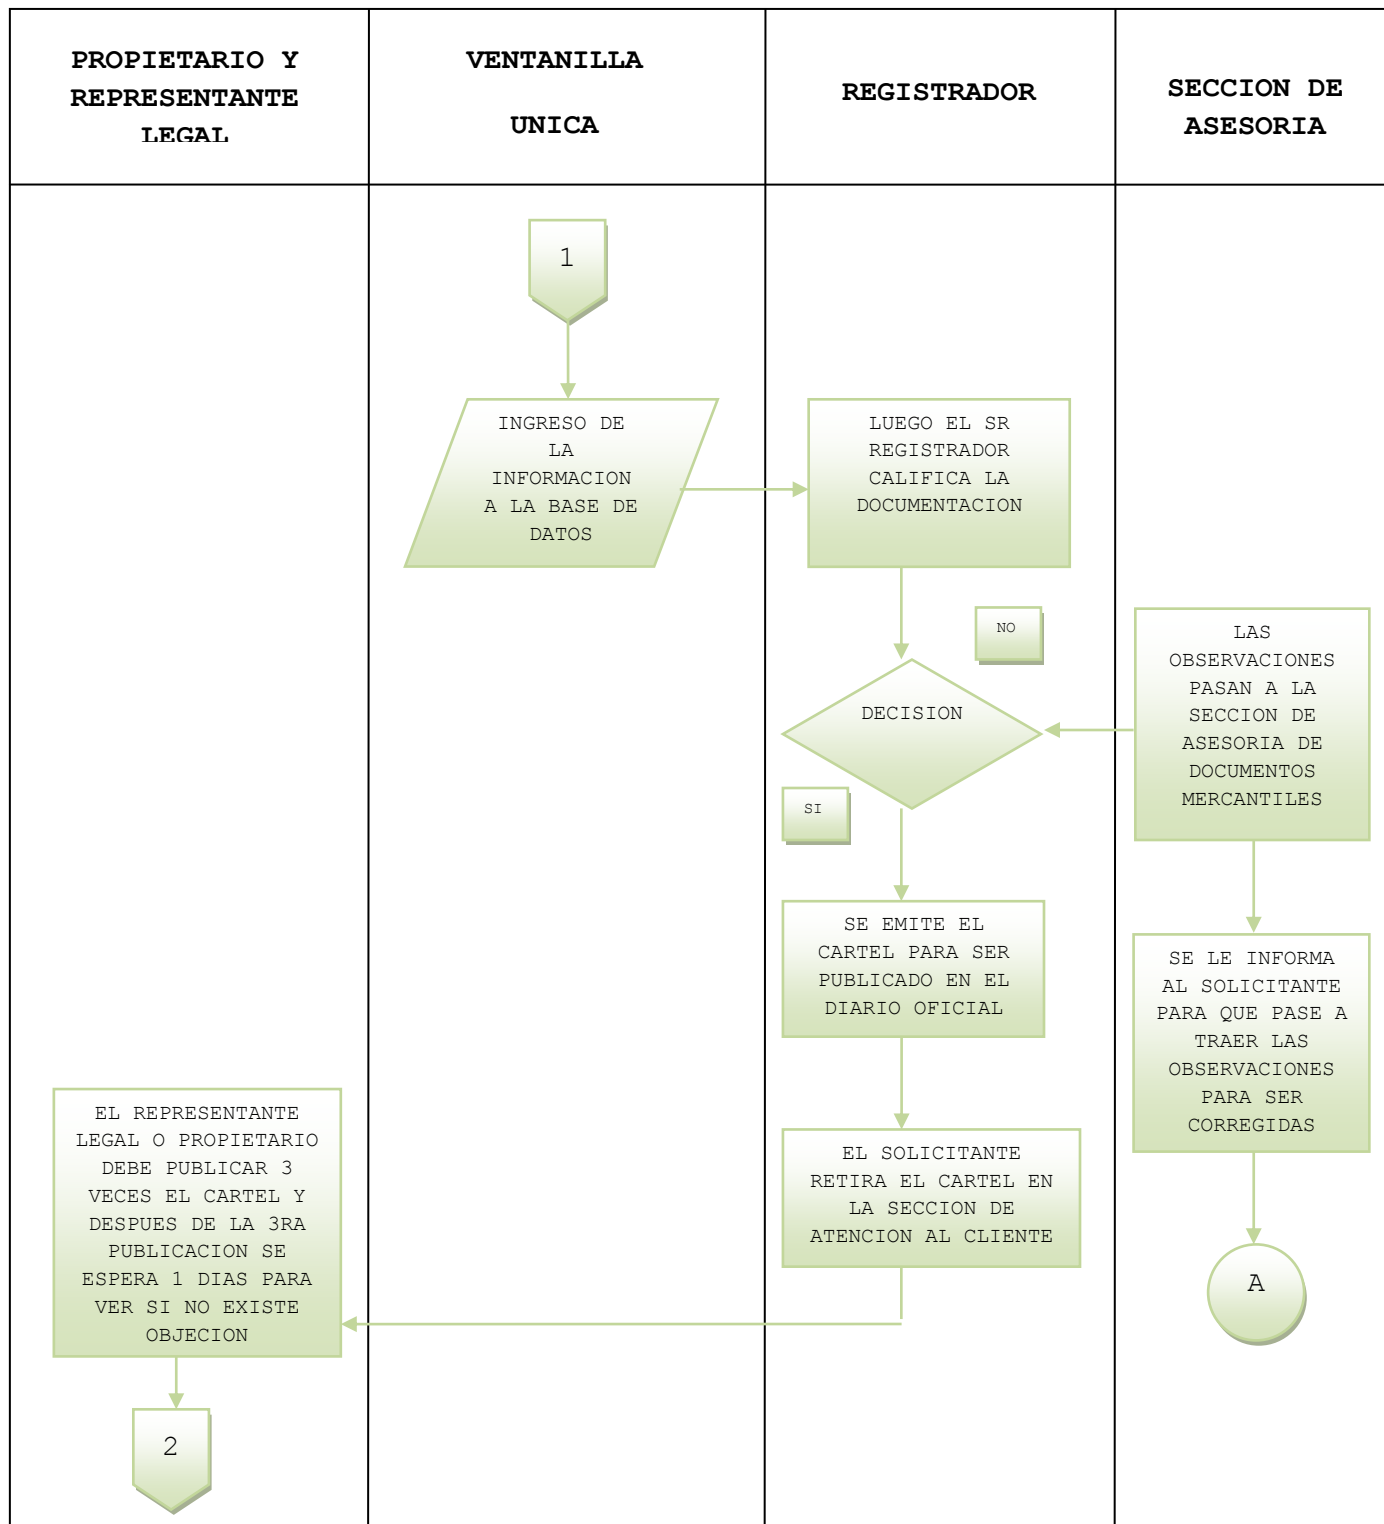 PROPIETARIO Y
REPRESENTANTE
LEGAL
VENTANILLA
UNICA
REGISTRADOR
SECCION DE
ASESORIA
1
INGRESO DE
LA
INFORMACION
A LA BASE DE
DATOS
LUEGO EL SR
REGISTRADOR
CALIFICA LA
DOCUMENTACION
NO
DECISION
SI
LAS
OBSERVACIONES
PASAN A LA
SECCION DE
ASESORIA DE
DOCUMENTOS
MERCANTILES
SE EMITE EL
CARTEL PARA SER
PUBLICADO EN EL
DIARIO OFICIAL
SE LE INFORMA
AL SOLICITANTE
PARA QUE PASE A
TRAER LAS
OBSERVACIONES
PARA SER
CORREGIDAS
EL SOLICITANTE
RETIRA EL CARTEL EN
LA SECCION DE
ATENCION AL CLIENTE
A
EL REPRESENTANTE
LEGAL O PROPIETARIO
DEBE PUBLICAR 3
VECES EL CARTEL Y
DESPUES DE LA 3RA
PUBLICACION SE
ESPERA 1 DIAS PARA
VER SI NO EXISTE
OBJECION
2